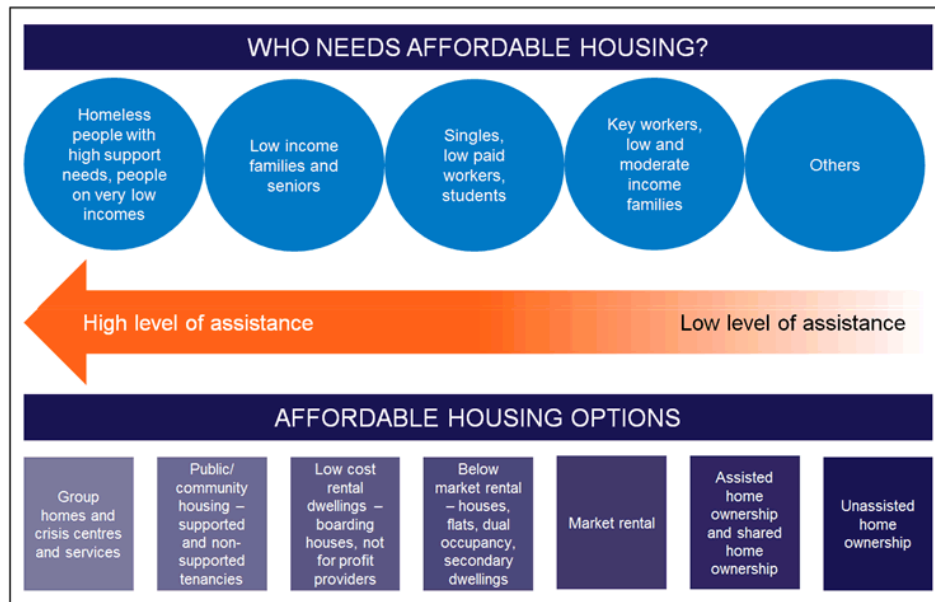 WHO NEEDS AFFORDABLE HOUSING?
Homeless
people with
high support
needs, people
on very low
incomes
Low income
families and
seniors
Singles,
low paid
workers,
students
Key workers,
low and
moderate
income
families
Others
High level of assistance
Low level of assistance
AFFORDABLE HOUSING OPTIONS
Group
homes and
crisis centres
and services
Public/
community
housing –
supported
and non-
supported
tenancies
Low cost
rental
dwellings –
boarding
houses, not
for profit
providers
Below
market rental
– houses,
flats, dual
occupancy,
secondary
dwellings
Market rental
Assisted
home
ownership
and shared
home
ownership
Unassisted
home
ownership